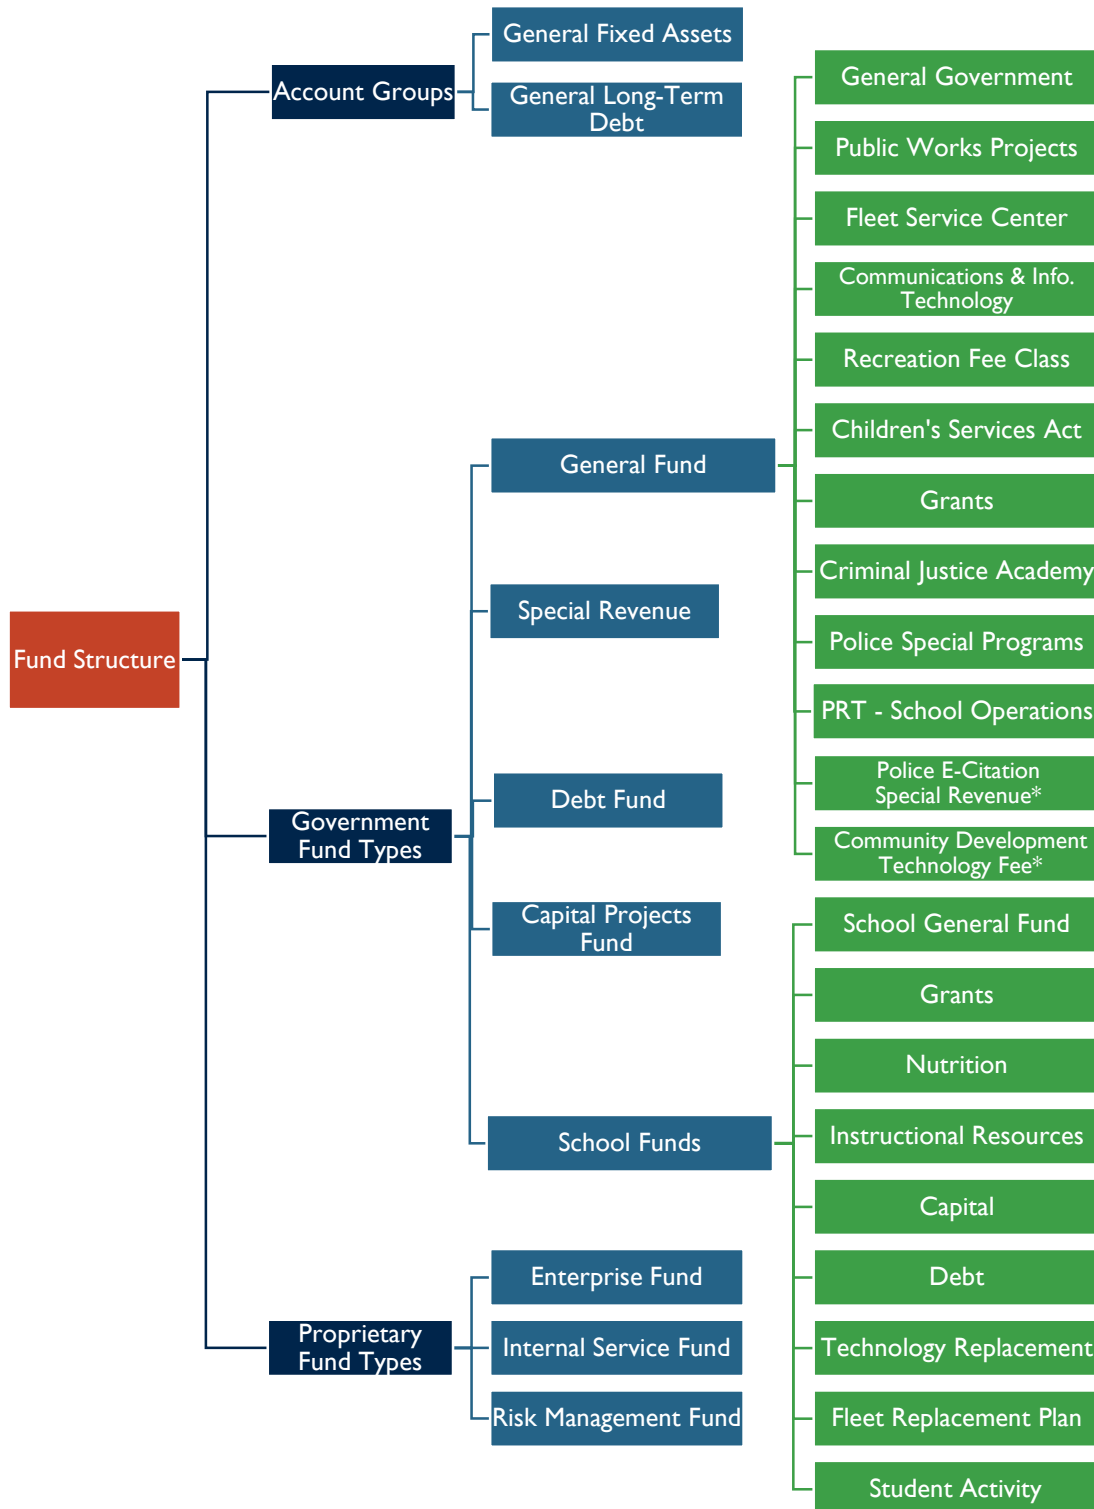 Fund Structure
Account Groups
General Fixed Assets
General Long-Term
Debt
Government
Fund Types
General Fund
General Government
Public Works Projects
Fleet Service Center
Communications & Info.
Technology
Recreation Fee Class
Children's Services Act
Grants
Criminal Justice Academy
Police Special Programs
PRT - School Operations
Police E-Citation
Special Revenue*
Community Development
Technology Fee*
Special Revenue
Debt Fund
Capital Projects
Fund
School Funds
School General Fund
Grants
Nutrition
Instructional Resources
Capital
Debt
Technology Replacement
Fleet Replacement Plan
Student Activity
Proprietary
Fund Types
Enterprise Fund
Internal Service Fund
Risk Management Fund